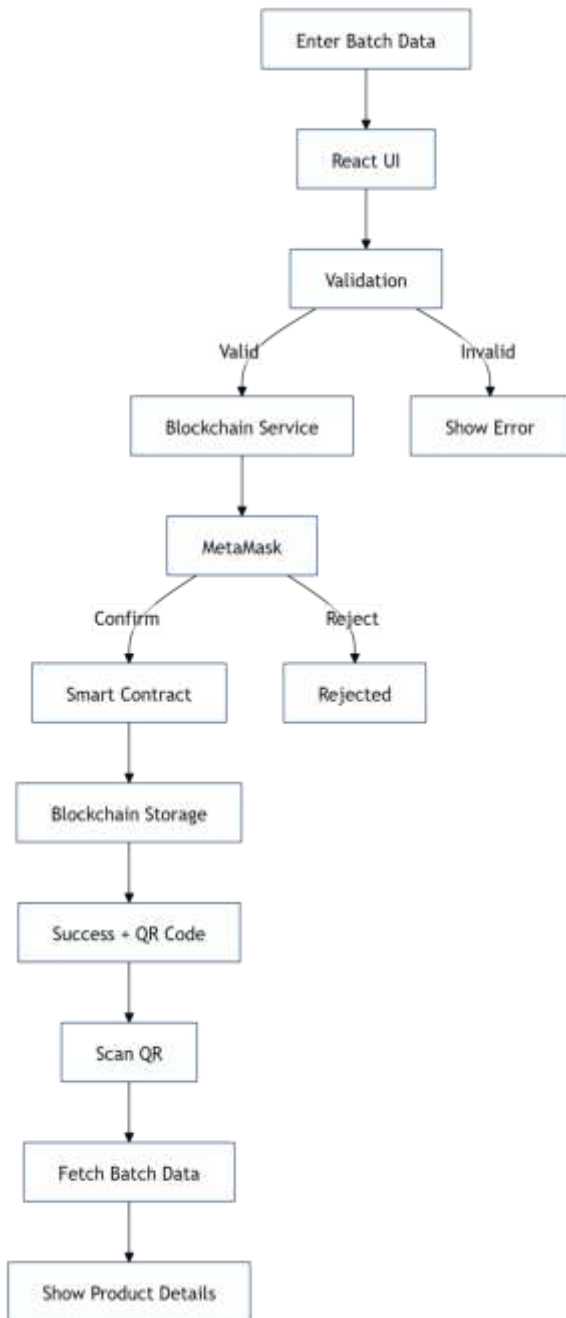 Enter Batch Data
React UI
Validation
Valid
Invalid
Blockchain Service
Show Error
MetaMask
Confirm
Reject
Smart Contract
Rejected
Blockchain Storage
Success + QR Code
Scan QR
Fetch Batch Data
Show Product Details